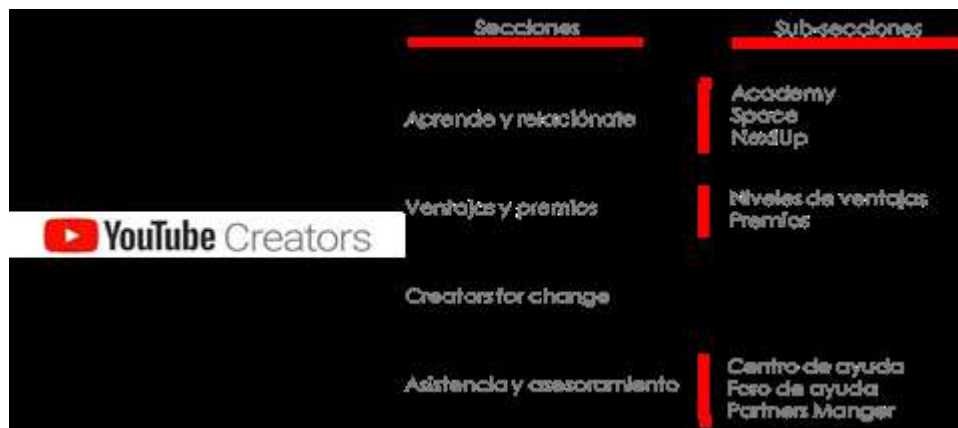 Secciones
Sub-secciones
Aprende y relaciónate
Academy
Space
NextUp
Ventajas y premios
Niveles de ventajas
Premios
YouTube Creators
Creators for change
Asistencia y asesoramiento
Centro de ayuda
Foro de ayuda
Partners Manger